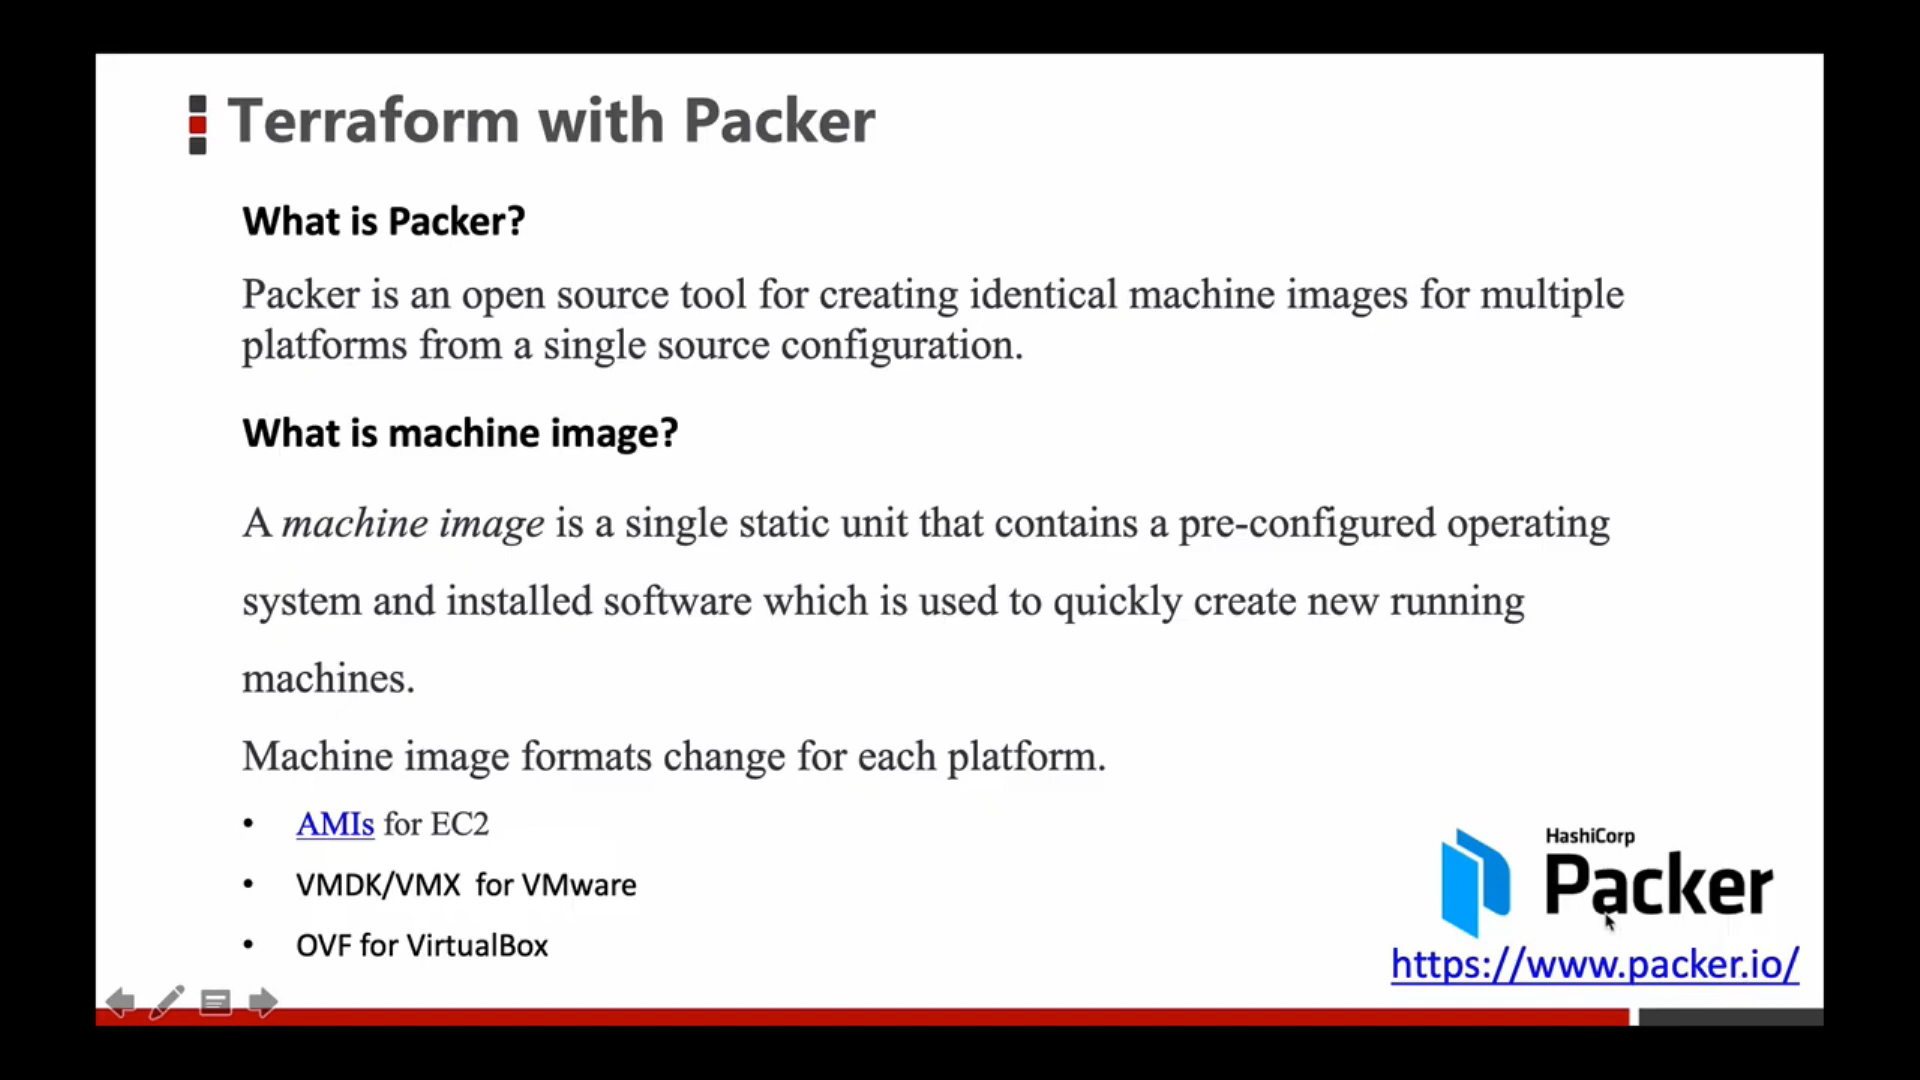 Terraform with Packer
What is Packer?
Packer is an open source tool for creating identical machine images for multiple
platforms from a single source configuration.
What is machine image?
A machine image is a single static unit that contains a pre-configured operating
system and installed software which is used to quickly create new running
machines.
Machine image formats change for each platform.
• AMIs for EC2
• VMDK/VMX for VMware
• OVF for VirtualBox
HashiCorp
Packer
https://www.packer.io/